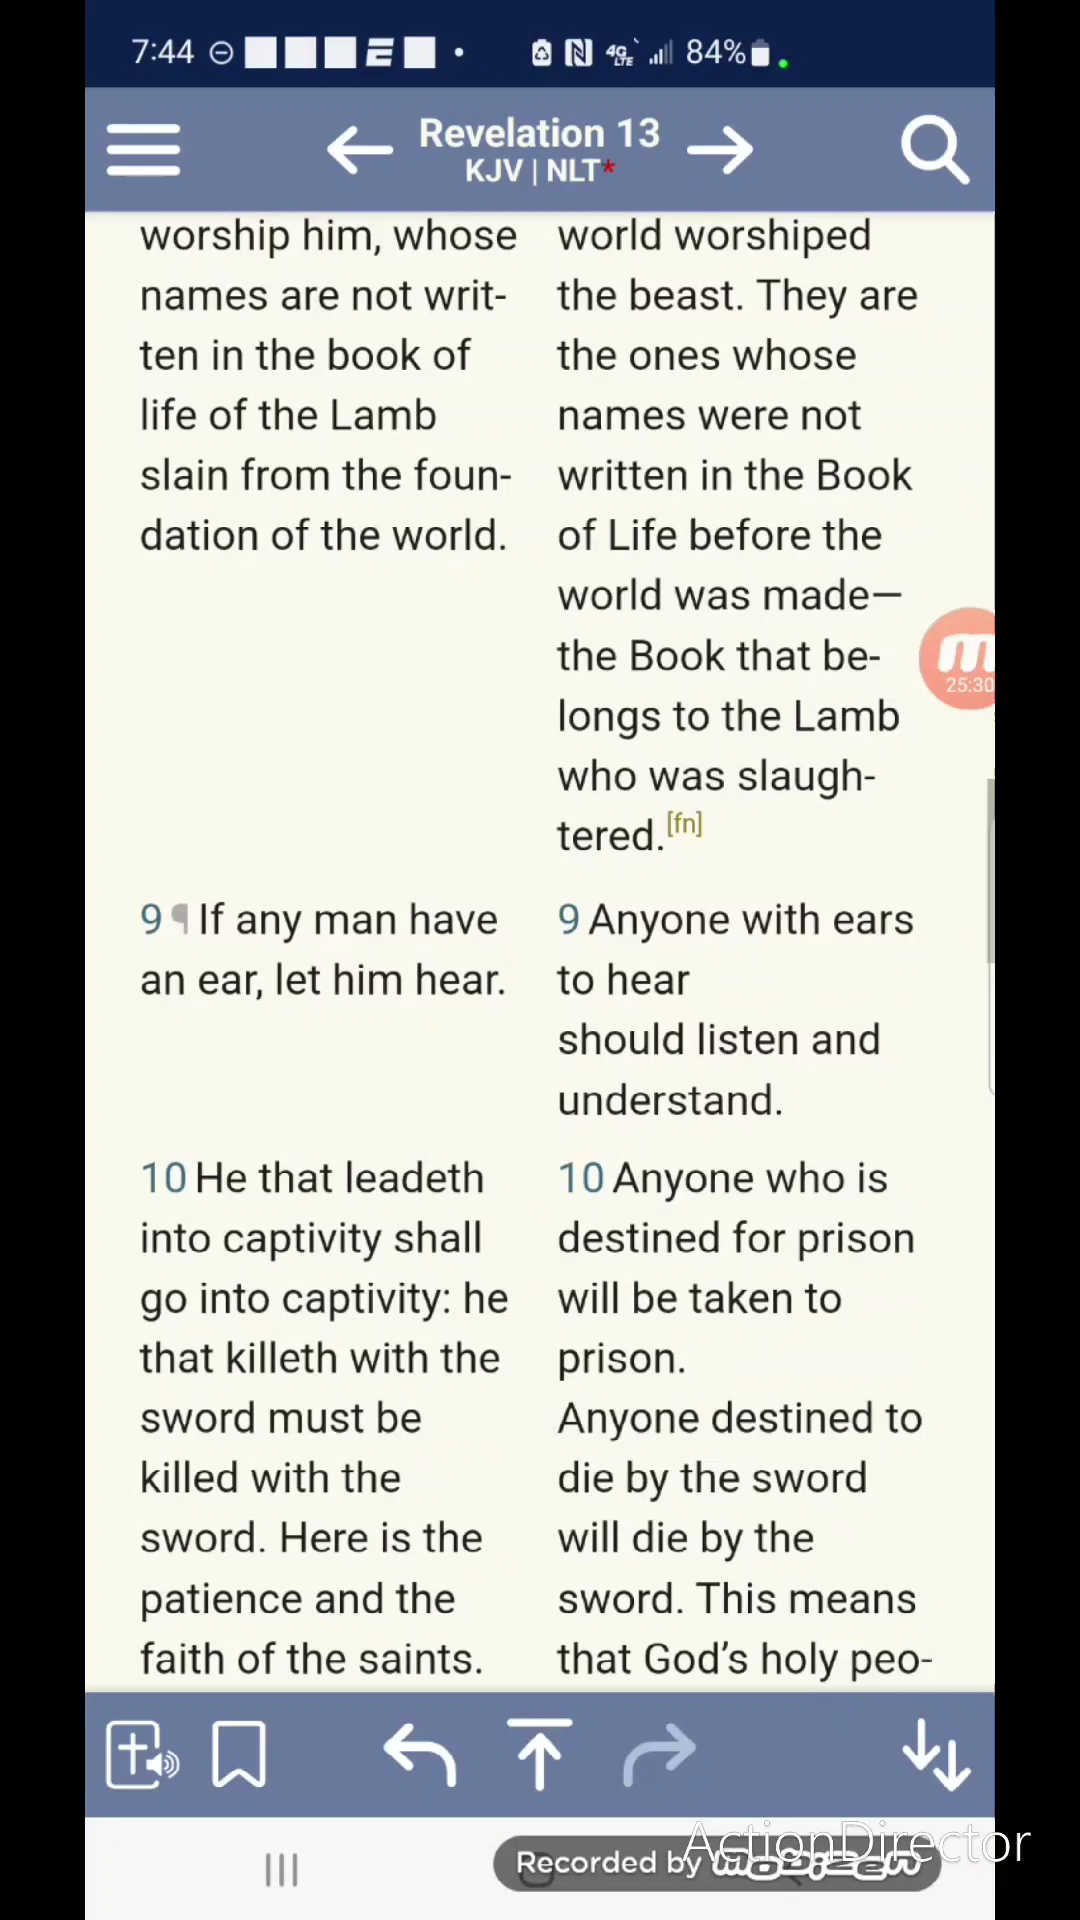 7:44
4G LTE 84%
Revelation 13
KJV | NLT*
worship him, whose
names are not writ-
ten in the book of
life of the Lamb
slain from the foun-
dation of the world.
world worshiped
the beast. They are
the ones whose
names were not
written in the Book
of Life before the
world was made—
the Book that be-
longs to the Lamb
who was slaugh-
tered.[fn]
25:30
9 ¶ If any man have
an ear, let him hear.
9 Anyone with ears
to hear
should listen and
understand.
10 He that leadeth
into captivity shall
go into captivity: he
that killeth with the
sword must be
killed with the
sword. Here is the
patience and the
faith of the saints.
10 Anyone who is
destined for prison
will be taken to
prison.
Anyone destined to
die by the sword
will die by the
sword. This means
that God’s holy peo-
ActionDirector
Recorded by MOBIZEN